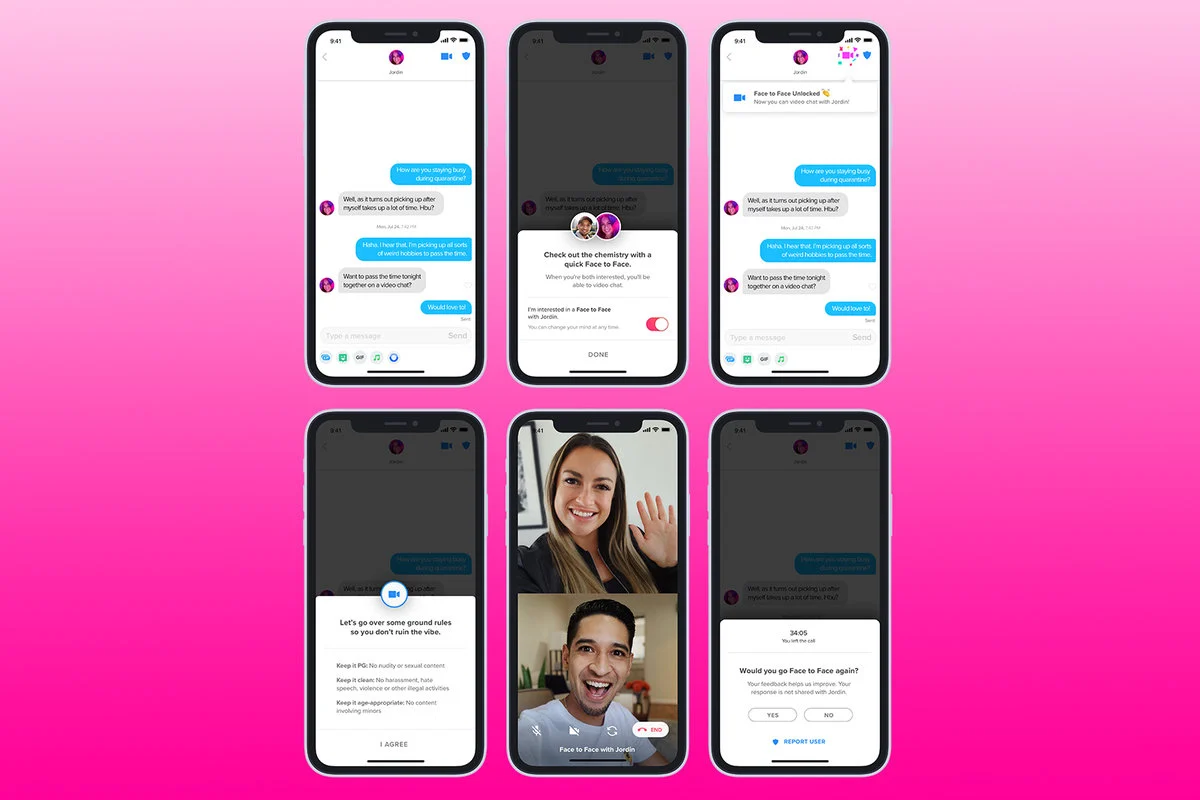 9:41
Jordin
How are you staying busy
during quarantine?
Well, as it turns out picking up after
myself takes up a lot of time. Hbu?
Mon, Jul 24, 7:42 PM
Haha, I hear that. I'm picking up all sorts
of weird hobbies to pass the time.
Want to pass the time tonight
together on a video chat?
Would love to!
Sent
Type a message
Send
GIF
9:41
Jordin
How are you staying busy
during quarantine?
Well, as it turns out picking up after
myself takes up a lot of time. Hbu?
Check out the chemistry with a
quick Face to Face.
When you're both interested, you'll be
able to video chat.
I'm interested in a Face to Face
with Jordin.
You can change your mind at any time.
DONE
9:41
Jordin
Face to Face Unlocked 👏
Now you can video chat with Jordin!
How are you staying busy
during quarantine?
Well, as it turns out picking up after
myself takes up a lot of time. Hbu?
Mon, Jul 24, 7:42 PM
Haha, I hear that. I'm picking up all sorts
of weird hobbies to pass the time.
Want to pass the time tonight
together on a video chat?
Would love to!
Sent
Type a message
Send
GIF
9:41
Jordin
How are you staying busy
during quarantine?
Well, as it turns out picking up after
Let's go over some ground rules
so you don't ruin the vibe.
Keep it PG: No nudity or sexual content
Keep it clean: No harassment, hate
speech, violence or other illegal activities
Keep it age-appropriate: No content
involving minors
I AGREE
9:41
END
Face to Face with Jordin
9:41
Jordin
How are you staying busy
during quarantine?
Well, as it turns out picking up after
myself takes up a lot of time. Hbu?
34:05
You left the call
Would you go Face to Face again?
Your feedback helps us improve. Your
response is not shared with Jordin.
YES
NO
REPORT USER